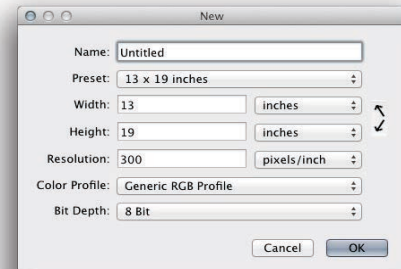 New
Name: Untitled
Preset: 13 x 19 inches
Width: 13 inches
Height: 19 inches
Resolution: 300 pixels/inch
Color Profile: Generic RGB Profile
Bit Depth: 8 Bit
Cancel OK